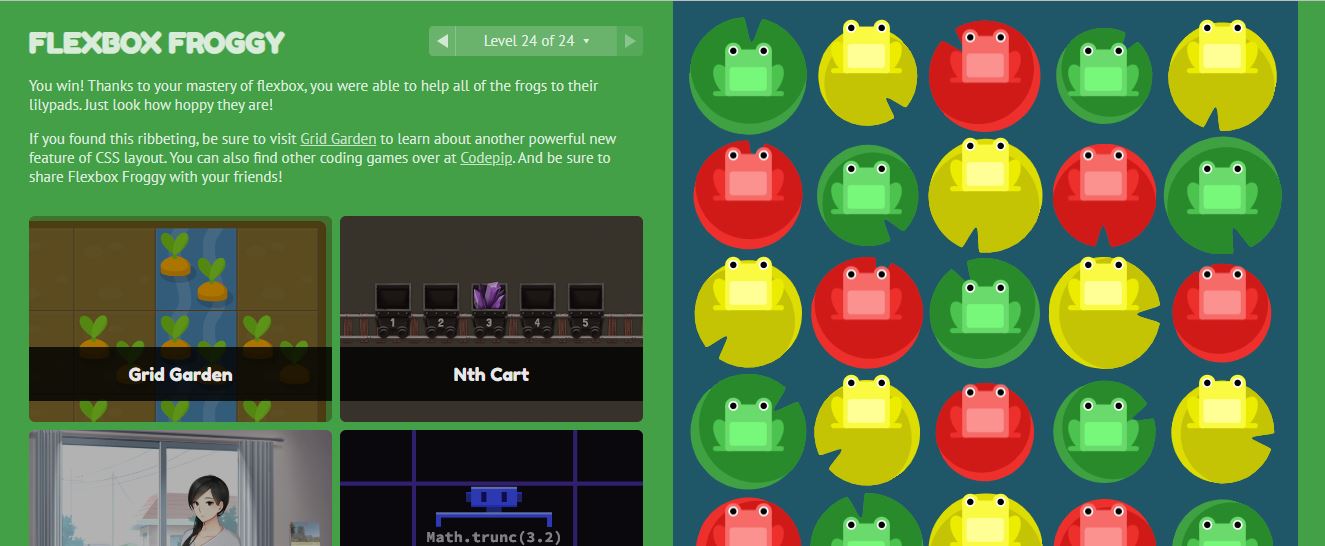 FLEXBOX FROGGY
Level 24 of 24
You win! Thanks to your mastery of flexbox, you were able to help all of the frogs to their
lilypads. Just look how hoppy they are!
If you found this ribbeting, be sure to visit Grid Garden to learn about another powerful new
feature of CSS layout. You can also find other coding games over at Codepip. And be sure to
share Flexbox Froggy with your friends!
Grid Garden
1 2 3 4 5
Nth Cart
Math.trunc(3.2)